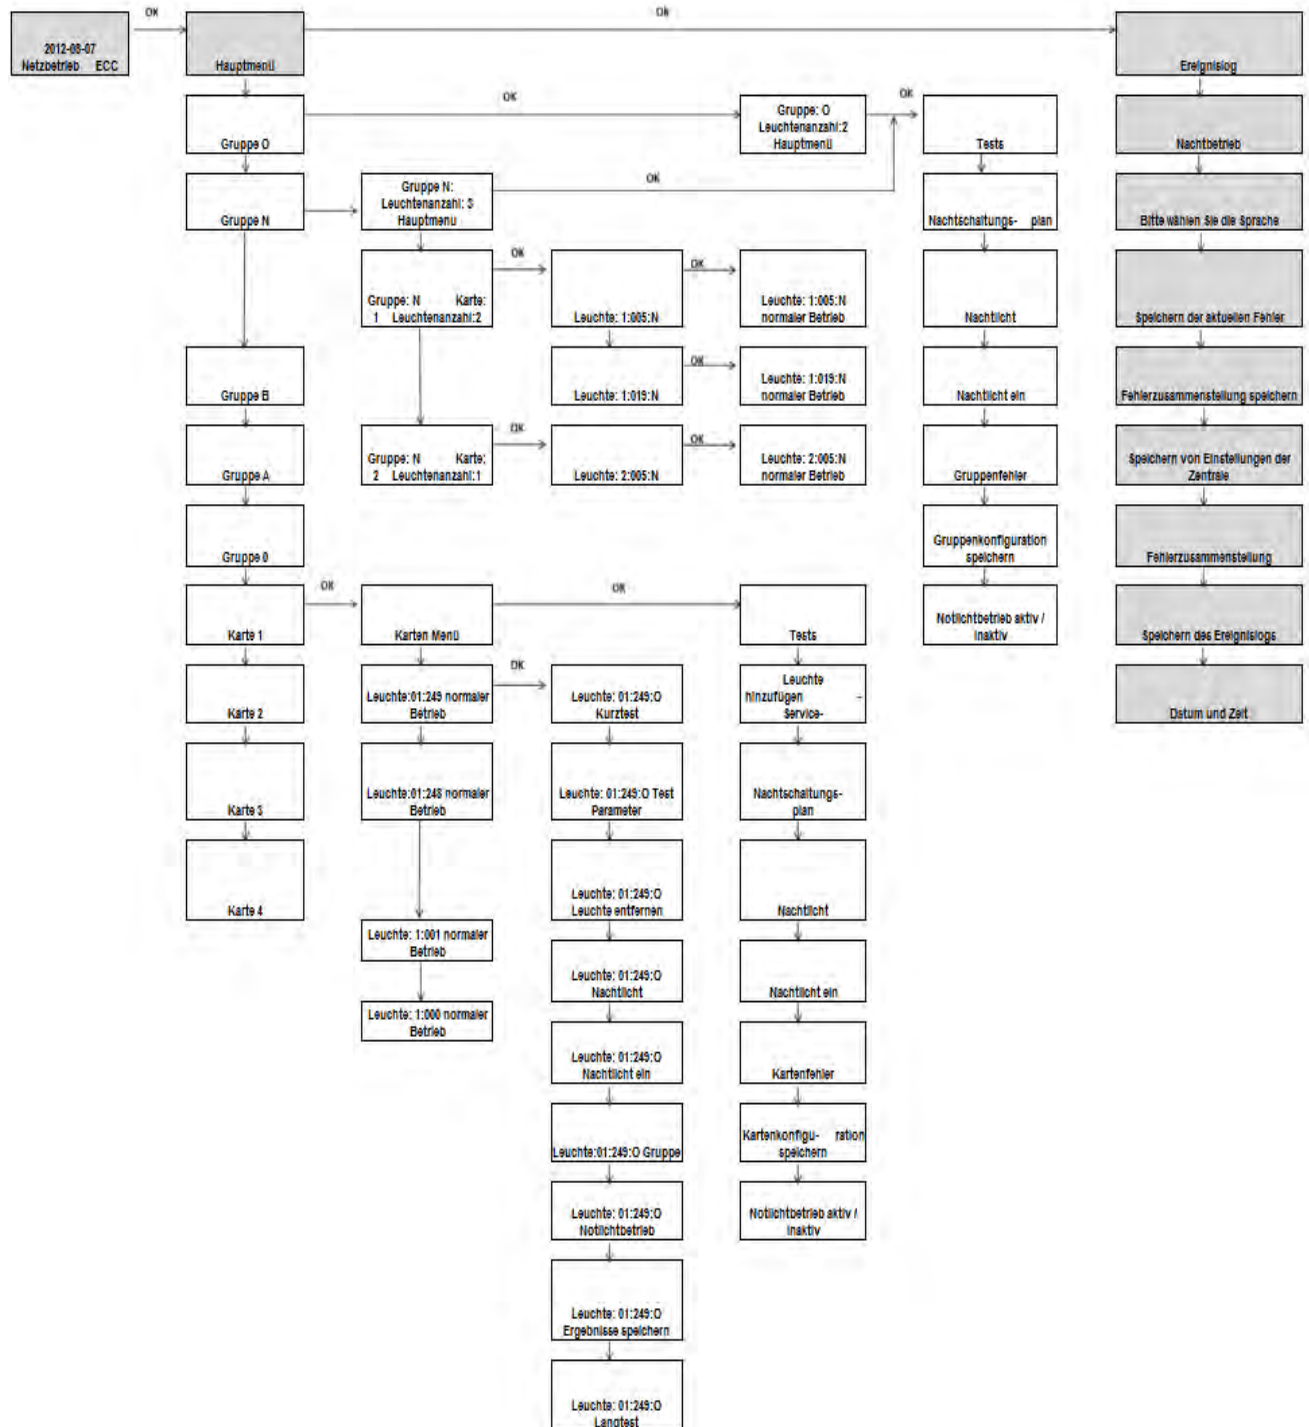 OK
Ok
2012-08-07
Netzbetrieb ECC
Hauptmenü
Ereignislog
OK
OK
Gruppe O
Gruppe: O
Leuchtenanzahl:2
Hauptmenü
Tests
Nachtbetrieb
OK
Gruppe N
Gruppe N:
Leuchtenanzahl: 3
Hauptmenu
Nachtschaltungs- plan
Bitte wählen Sie die Sprache
OK
OK
Gruppe: N Karte:
1 Leuchtenanzahl:2
Leuchte: 1:005:N
Leuchte: 1:005:N
normaler Betrieb
Nachtlicht
Speichern der aktuellen Fehler
OK
Gruppe B
Leuchte: 1:019:N
Leuchte: 1:019:N
normaler Betrieb
Nachtlicht ein
Fehlerzusammenstellung speichern
OK
OK
Gruppe A
Gruppe: N Karte:
2 Leuchtenanzahl:1
Leuchte: 2:005:N
Leuchte: 2:005:N
normaler Betrieb
Gruppenfehler
Speichern von Einstellungen der
Zentrale
Gruppe 0
Gruppenkonfiguration
speichern
Fehlerzusammenstellung
OK
OK
Karte 1
Karten Menü
Tests
Notlichtbetrieb aktiv /
inaktiv
Speichern des Ereignislogs
OK
Karte 2
Leuchte:01:249 normaler
Betrieb
Leuchte: 01:249:O
Kurztest
Leuchte
hinzufügen -
Service-
Datum und Zeit
Karte 3
Leuchte:01:248 normaler
Betrieb
Leuchte: 01:249:O Test
Parameter
Nachtschaltungs-
plan
Karte 4
Leuchte: 01:249:O
Leuchte entfernen
Nachtlicht
Leuchte: 1:001 normaler
Betrieb
Leuchte: 01:249:O
Nachtlicht
Nachtlicht ein
Leuchte: 1:000 normaler
Betrieb
Leuchte: 01:249:O
Nachtlicht ein
Kartenfehler
Leuchte:01:249:O Gruppe
Kartenkonfigu- ration
speichern
Leuchte: 01:249:O
Notlichtbetrieb
Notlichtbetrieb aktiv /
inaktiv
Leuchte: 01:249:O
Ergebnisse speichern
Leuchte: 01:249:O
Langtest